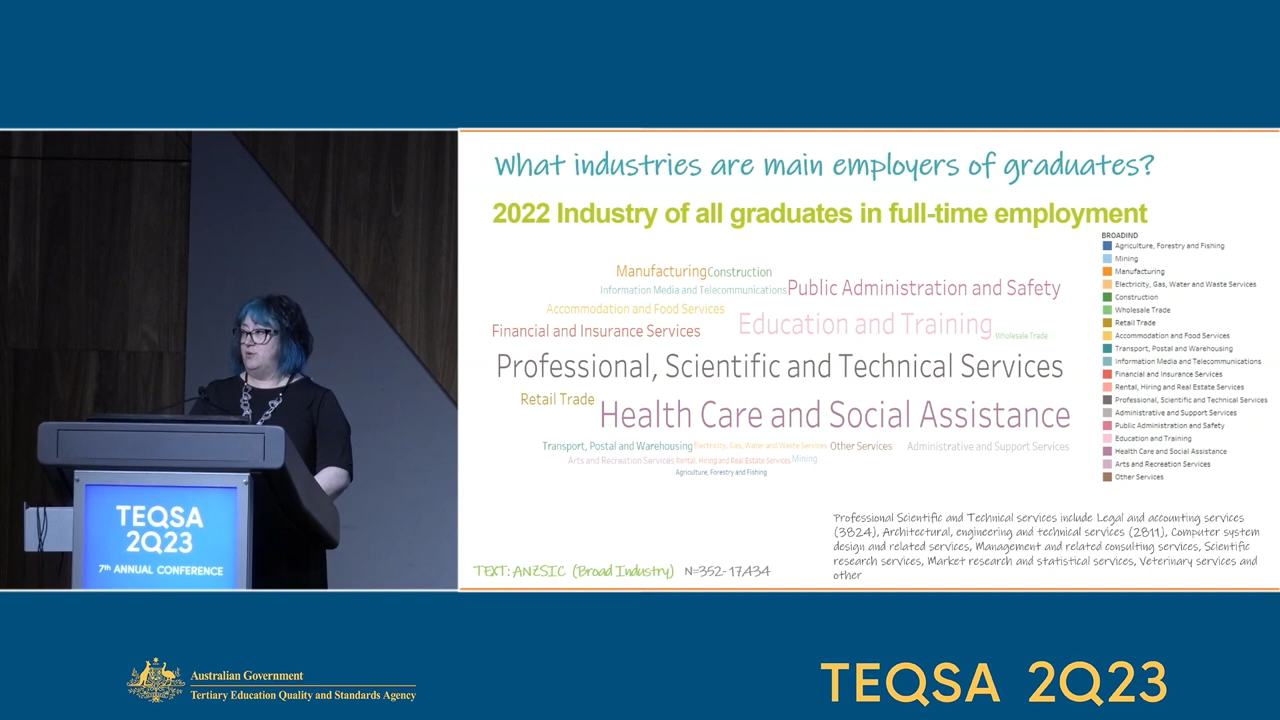 What industries are main employers of graduates?
2022 Industry of all graduates in full-time employment
Manufacturing Construction
Information Media and Telecommunications Public Administration and Safety
Accommodation and Food Services
Education and Training
Financial and Insurance Services
Wholesale Trade
Professional, Scientific and Technical Services
Retail Trade
Health Care and Social Assistance
Transport, Postal and Warehousing Electricity, Gas, Water and Waste Services Other Services Administrative and Support Services
Arts and Recreation Services Rental, Hiring and Real Estate Services Mining
Agriculture, Forestry and Fishing
BROADIND
Agriculture, Forestry and Fishing
Mining
Manufacturing
Electricity, Gas, Water and Waste Services
Construction
Wholesale Trade
Retail Trade
Accommodation and Food Services
Transport, Postal and Warehousing
Information Media and Telecommunications
Financial and Insurance Services
Rental, Hiring and Real Estate Services
Professional, Scientific and Technical Services
Administrative and Support Services
Public Administration and Safety
Education and Training
Health Care and Social Assistance
Arts and Recreation Services
Other Services
Professional Scientific and Technical services include Legal and accounting services
(3824), Architectural, engineering and technical services (2811), Computer system
design and related services, Management and related consulting services, Scientific
research services, Market research and statistical services, Veterinary services and
other
TEXT: ANZSIC (Broad Industry) N=352-17,434
TEQSA
2Q23
7th ANNUAL CONFERENCE
Australian Government
Tertiary Education Quality and Standards Agency
TEQSA 2Q23